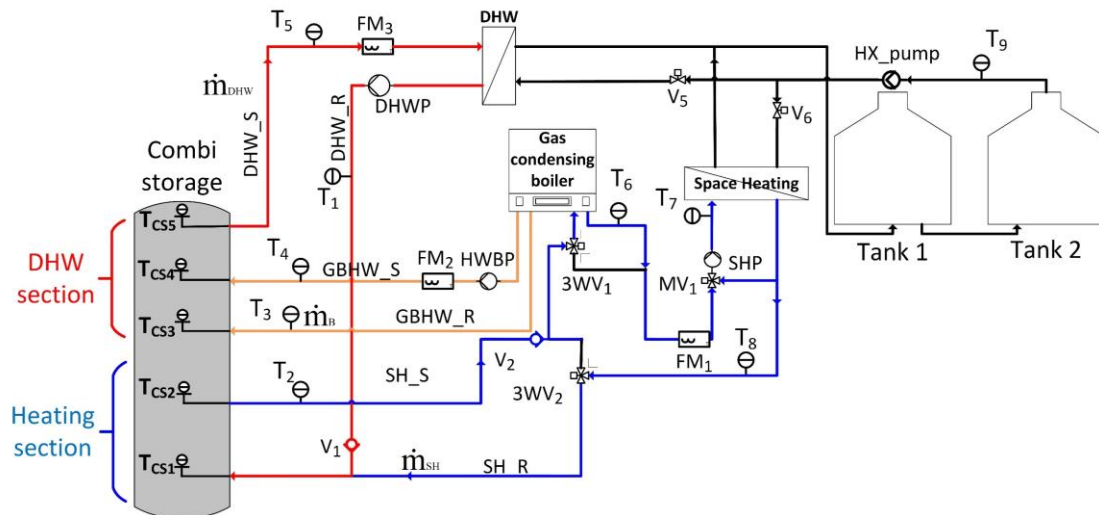 T5
FM3
DHW
HX_pump
T9
ṁDHW
DHWP
V5
V6
DHW_S
DHW_R
Combi
storage
Gas
condensing
boiler
T1
T6
T7
Space Heating
TCS5
DHW
section
TCS4
T4
GBHW_S
FM2
HWBP
3WV1
SHP
MV1
Tank 1
Tank 2
TCS3
T3
ṁB
GBHW_R
V2
FM1
T8
Heating
section
TCS2
T2
SH_S
3WV2
V1
TCS1
ṁSH
SH_R